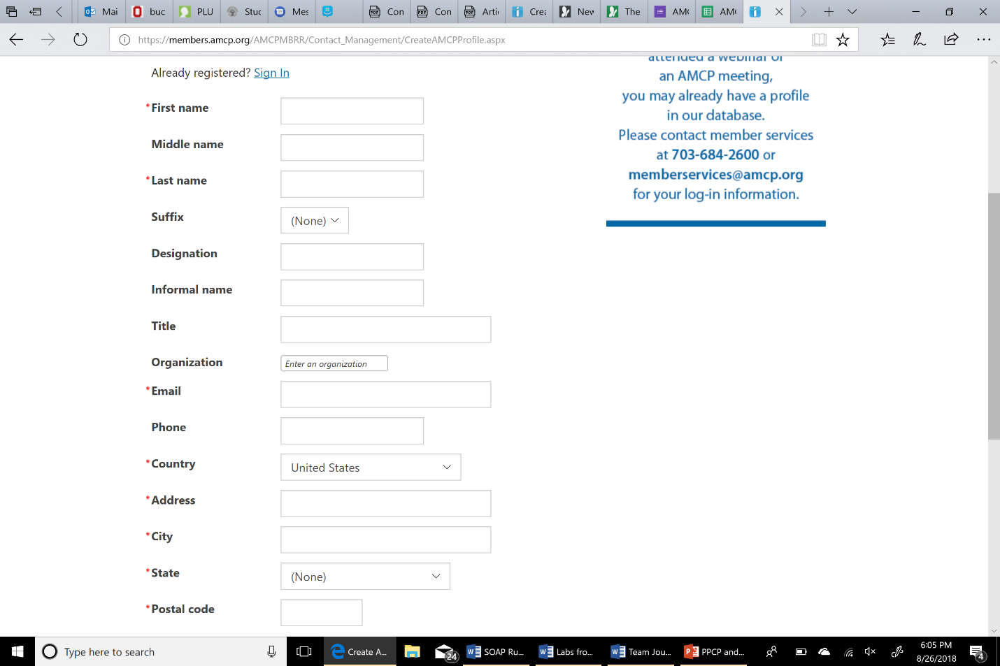 Mai
buc
PLU
Stuc
Mes
Con
Con
Arti
Crea
New
The
AMC
AMC
https://members.amcp.org/AMCPMBRR/Contact_Management/CreateAMCPProfile.aspx
Already registered? Sign In
* First name
Middle name
* Last name
Suffix
(None)
Designation
Informal name
Title
Organization
Enter an organization
* Email
Phone
* Country
United States
* Address
* City
* State
(None)
* Postal code
attended a webinar or
an AMCP meeting,
you may already have a profile
in our database.
Please contact member services
at 703-684-2600 or
memberservices@amcp.org
for your log-in information.
Type here to search
Create A...
24
SOAP Ru...
Labs fro...
Team Jou...
PPCP and...
6:05 PM
8/26/2018
4